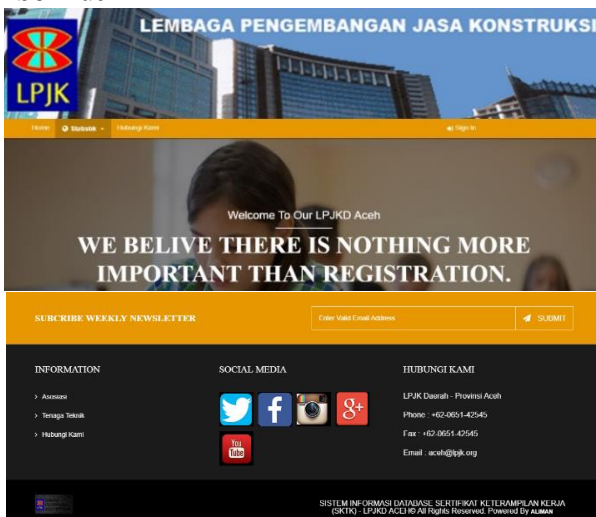 LEMBAGA PENGEMBANGAN JASA KONSTRUKSI
LPJK
Home Statistik Hubungi Kami Sign In
Welcome To Our LPJKD Aceh
WE BELIVE THERE IS NOTHING MORE
IMPORTANT THAN REGISTRATION.
SUBCRIBE WEEKLY NEWSLETTER Enter Valid Email Address SUBMIT
INFORMATION SOCIAL MEDIA HUBUNGI KAMI
> Asosiasi
> Tenaga Teknik
> Hubungi Kami
g+
You
Tube
LPJK Daerah - Provinsi Aceh
Phone : +62-0651-42545
Fax : +62-0651-42545
Email : aceh@lpjk.org
SISTEM INFORMASI DATABASE SERTIFIKAT KETERAMPILAN KERJA
(SKTK) - LPJKD ACEH© All Rights Reserved. Powered By ALIMAN